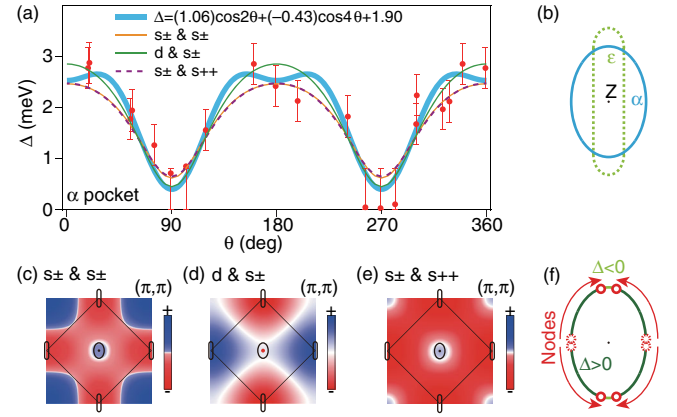 (a)
Δ=(1.06)cos2θ+(-0.43)cos4θ+1.90
s± & s±
d & s±
s± & s++
3
2
1
0
Δ (meV)
α pocket
0
90
180
270
360
θ (deg)
(b)
ε
Z
α
(c) s± & s±
(π,π)
+
-
(d) d & s±
(π,π)
+
-
(e) s± & s++
(π,π)
+
-
(f)
Δ<0
Nodes
Δ>0